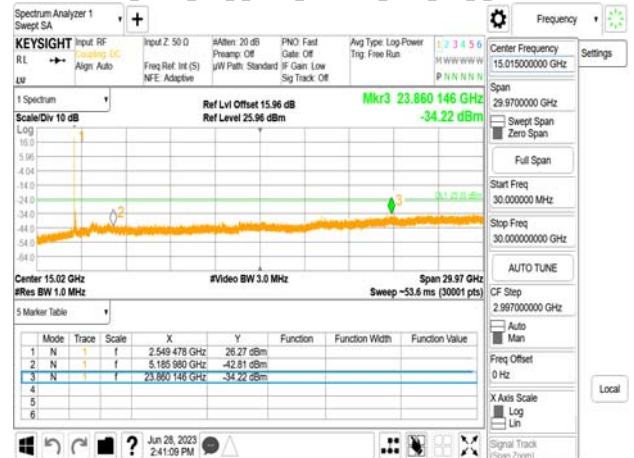 Spectrum Analyzer 1
Swept SA
Frequency
KEYSIGHT
RL
Input: RF
Coupling: DC
Align: Auto
Input Z: 50 Ω
Freq Ref: Int (S)
NFE: Adaptive
#Atten: 20 dB
Preamp: Off
µW Path: Standard
PNO: Fast
Gate: Off
IF Gain: Low
Sig Track: Off
Avg Type: Log-Power
Trig: Free Run
1 2 3 4 5 6
M W W W W W
P N N N N N
1 Spectrum
Scale/Div 10 dB
Ref Lvl Offset 15.96 dB
Ref Level 25.96 dBm
Mkr3 23.860 146 GHz
-34.22 dBm
Log
16.0
5.96
-4.04
-14.0
-24.0
-34.0
-44.0
-54.0
-64.0
1
2
3
Center 15.02 GHz
#Res BW 1.0 MHz
#Video BW 3.0 MHz
Span 29.97 GHz
Sweep ~53.6 ms (30001 pts)
5 Marker Table
Mode Trace Scale X Y Function Function Width Function Value
1 N 1 f 2.549 478 GHz 26.27 dBm
2 N 1 f 5.185 980 GHz -42.81 dBm
3 N 1 f 23.860 146 GHz -34.22 dBm
4
5
6
Jun 28, 2023
2:41:09 PM
Center Frequency
15.015000000 GHz
Settings
Span
29.9700000 GHz
Swept Span
Zero Span
Full Span
Start Freq
30.000000 MHz
Stop Freq
30.000000000 GHz
AUTO TUNE
CF Step
2.997000000 GHz
Auto
Man
Freq Offset
0 Hz
X Axis Scale
Log
Lin
Local
Signal Track
(Span Zoom)